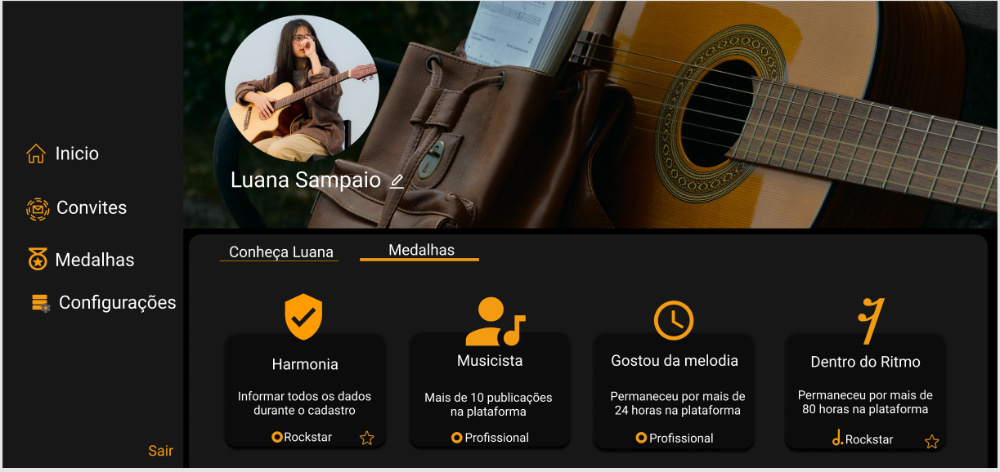 Inicio
Convites
Medalhas
Configurações
Sair
Luana Sampaio
Conheça Luana
Medalhas
Harmonia
Informar todos os dados
durante o cadastro
Rockstar
Musicista
Mais de 10 publicações
na plataforma
Profissional
Gostou da melodia
Permaneceu por mais de
24 horas na plataforma
Profissional
Dentro do Ritmo
Permaneceu por mais de
80 horas na plataforma
Rockstar